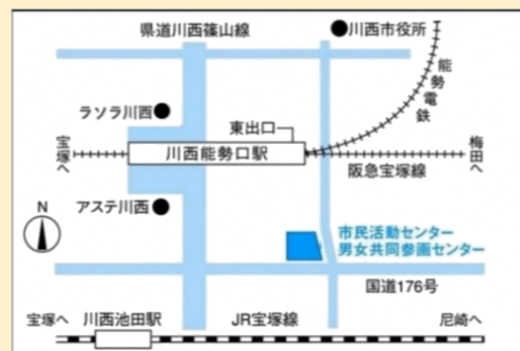 県道川西篠山線
川西市役所
能勢電鉄
ラソラ川西
東出口
宝塚へ
川西能勢口駅
梅田へ
阪急宝塚線
アステ川西
N
市民活動センター
男女共同参画センター
国道176号
宝塚へ
川西池田駅
JR宝塚線
尼崎へ